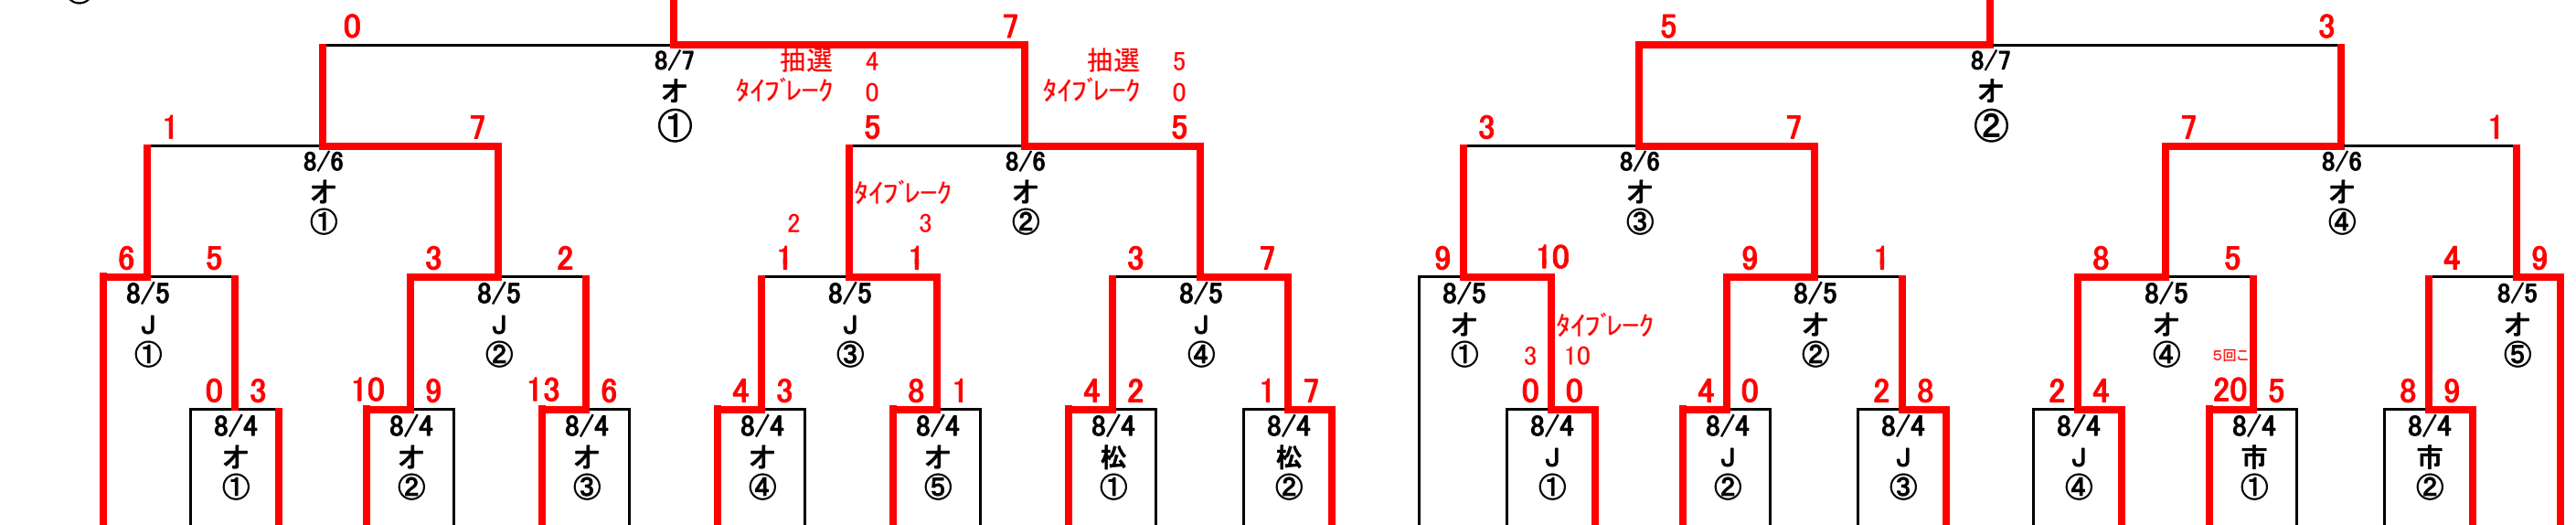 0 7 5 3
8/7 8/7
抽選 4 抽選 5
オ オ
タイブレーク 0 タイブレーク 0
① ②
1 7 5 5 3 7 7 1
8/6 8/6 8/6 8/6
オ オ オ オ
タイブレーク
① ② ③ ④
2 3
6 5 3 2 1 1 3 7 9 10 9 1 8 5 4 9
8/5 8/5 8/5 8/5 8/5 8/5 8/5 8/5
J J J J オ オ オ オ
タイブレーク
① ② ③ ④ ① ② ④ ⑤
3 10
5回こ
0 3 10 9 13 6 4 3 8 1 4 2 1 7 0 0 4 0 2 8 2 4 20 5 8 9
8/4 8/4 8/4 8/4 8/4 8/4 8/4 8/4 8/4 8/4 8/4 8/4 8/4
オ オ オ オ オ 松 松 J J J J 市 市
① ② ③ ④ ⑤ ① ② ① ② ③ ④ ① ②